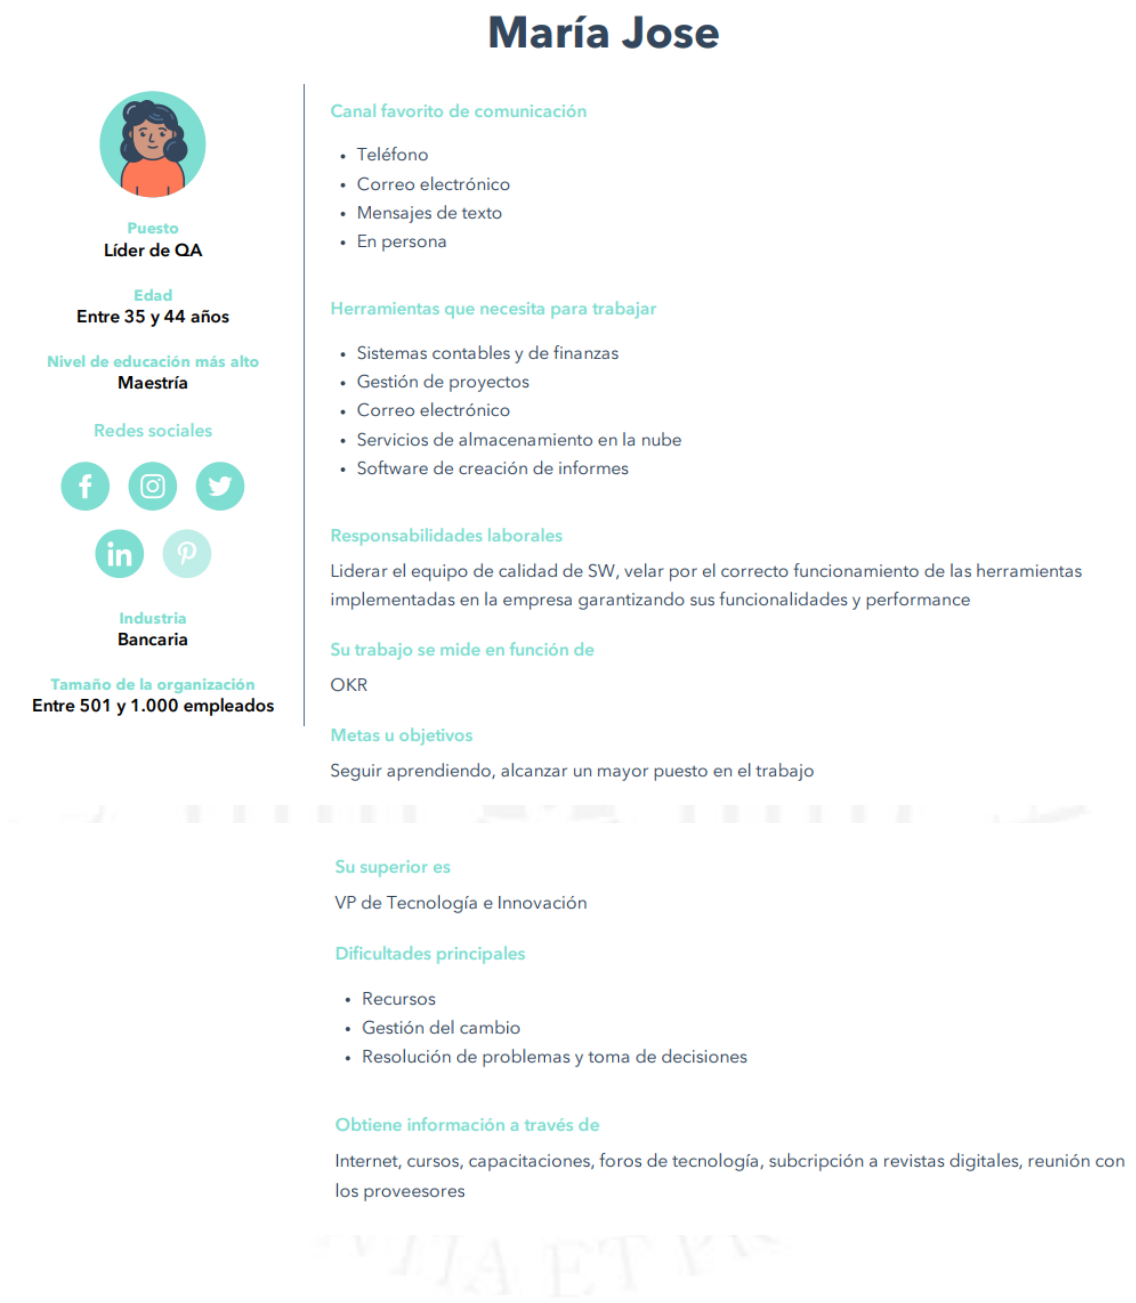 María Jose
Puesto
Líder de QA
Edad
Entre 35 y 44 años
Nivel de educación más alto
Maestría
Redes sociales
f
in
Industria
Bancaria
Tamaño de la organización
Entre 501 y 1.000 empleados
Canal favorito de comunicación
• Teléfono
• Correo electrónico
• Mensajes de texto
• En persona
Herramientas que necesita para trabajar
• Sistemas contables y de finanzas
• Gestión de proyectos
• Correo electrónico
• Servicios de almacenamiento en la nube
• Software de creación de informes
Responsabilidades laborales
Liderar el equipo de calidad de SW, velar por el correcto funcionamiento de las herramientas
implementadas en la empresa garantizando sus funcionalidades y performance
Su trabajo se mide en función de
OKR
Metas u objetivos
Seguir aprendiendo, alcanzar un mayor puesto en el trabajo
Su superior es
VP de Tecnología e Innovación
Dificultades principales
• Recursos
• Gestión del cambio
• Resolución de problemas y toma de decisiones
Obtiene información a través de
Internet, cursos, capacitaciones, foros de tecnología, subcripción a revistas digitales, reunión con
los proveesores
ET